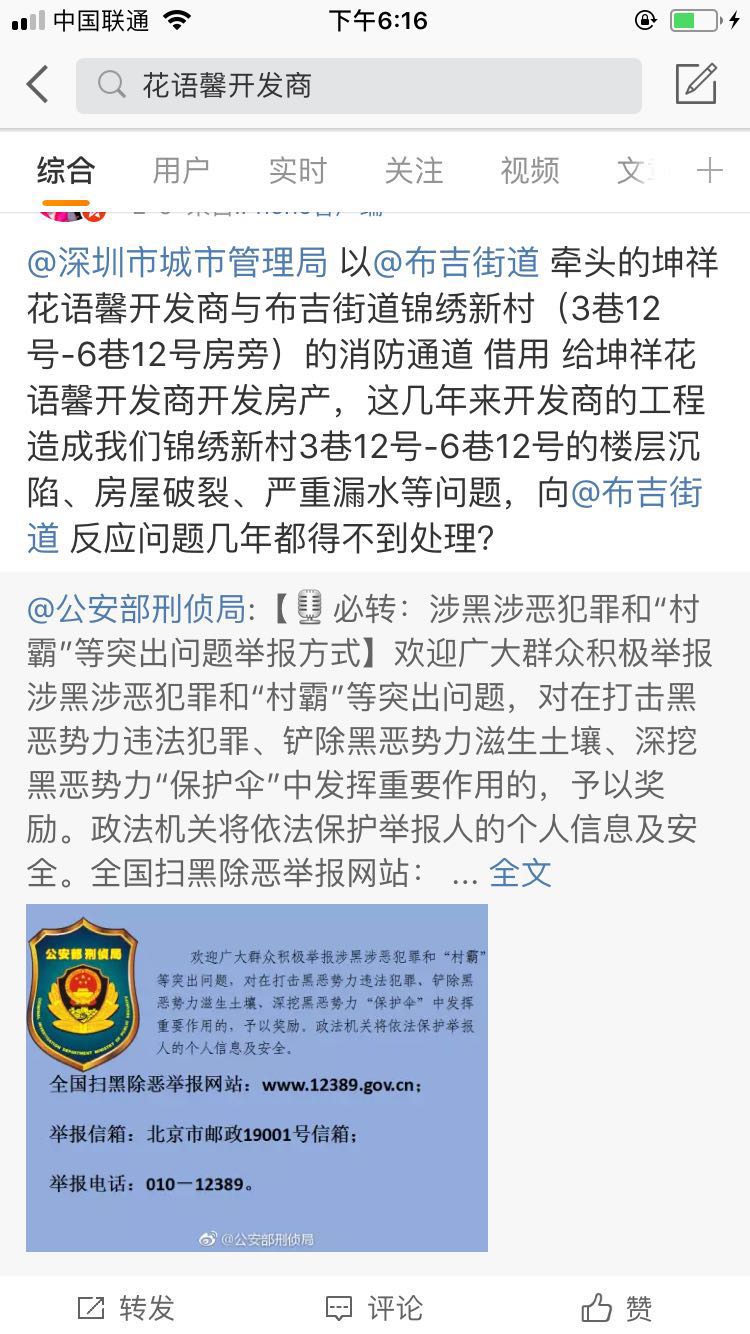 中国联通
下午6:16
花语馨开发商
综合 用户 实时 关注 视频
@深圳市城市管理局 以@布吉街道 牵头的坤祥
花语馨开发商与布吉街道锦绣新村（3巷12
号-6巷12号房旁）的消防通道 借用 给坤祥花
语馨开发商开发房产，这几年来开发商的工程
造成我们锦绣新村3巷12号-6巷12号的楼层沉
陷、房屋破裂、严重漏水等问题，向@布吉街
道 反应问题几年都得不到处理?
@公安部刑侦局:【🎙️必转：涉黑涉恶犯罪和“村
霸”等突出问题举报方式】欢迎广大群众积极举报
涉黑涉恶犯罪和“村霸”等突出问题，对在打击黑
恶势力违法犯罪、铲除黑恶势力滋生土壤、深挖
黑恶势力“保护伞”中发挥重要作用的，予以奖
励。政法机关将依法保护举报人的个人信息及安
全。全国扫黑除恶举报网站： ... 全文
公安部刑侦局
欢迎广大群众积极举报涉黑涉恶犯罪和“村霸”
等突出问题，对在打击黑恶势力违法犯罪、铲除黑
恶势力滋生土壤、深挖黑恶势力“保护伞”中发挥
重要作用的，予以奖励。政法机关将依法保护举报
人的个人信息及安全。
全国扫黑除恶举报网站：www.12389.gov.cn；
举报信箱：北京市邮政19001号信箱；
举报电话：010－12389。
@公安部刑侦局
转发 评论 赞